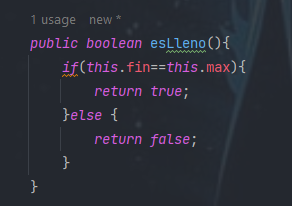 1 usage new *
public boolean esLleno(){
if(this.fin==this.max){
return true;
}else {
return false;
}
}